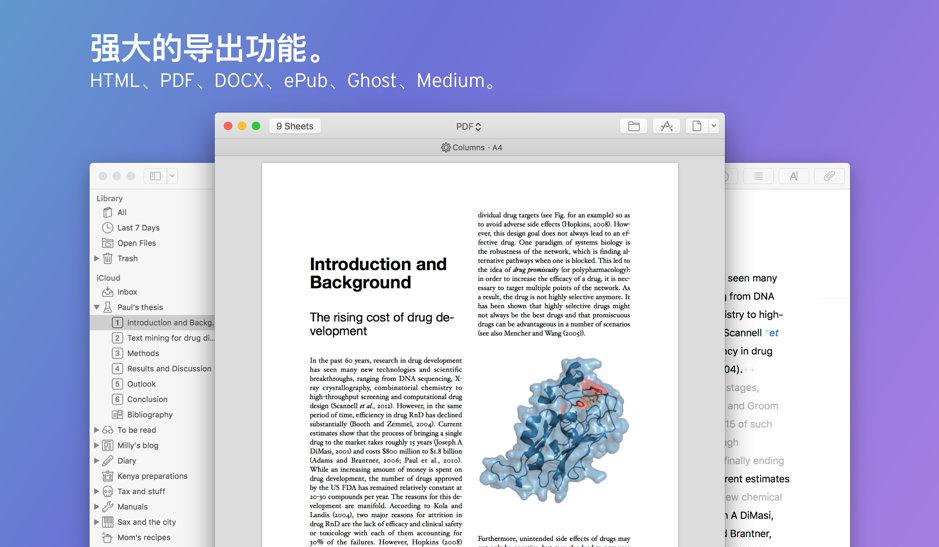 强大的导出功能。
HTML、PDF、DOCX、ePub、Ghost、Medium。
9 Sheets
PDF
Columns · A4
Library
All
Last 7 Days
Open Files
Trash
iCloud
Inbox
Paul's thesis
1 Introduction and Backg.
2 Text mining for drug di...
3 Methods
4 Results and Discussion
5 Outlook
6 Conclusion
Bibliography
To be read
Milly's blog
Diary
Kenya preparations
Tax and stuff
Manuals
Sax and the city
Mom's recipes
Introduction and
Background
The rising cost of drug de-
velopment
In the past 60 years, research in drug development
has seen many new technologies and scientific
breakthroughs, ranging from DNA sequencing, X-
ray crystallography, combinatorial chemistry to
high-throughput screening and computational drug
design (Scannell et al., 2012). However, in the same
period of time, efficiency in drug RnD has declined
substantially (Booth and Zemmel, 2004). Current
estimates show that the process of bringing a single
drug to the market takes roughly 15 years (Joseph A
DiMasi, 2001) and costs $800 million to $1.8 billion
(Adams and Brantner, 2006; Paul et al., 2010).
While an increasing amount of money is spent on
drug development, the number of drugs approved
by the US FDA has remained relatively constant at
20-30 compounds per year. The reasons for this de-
velopment are manifold. According to Kola and
Landis (2004), two major reasons for attrition in
drug RnD are the lack of efficacy and clinical safety
or toxicology with each of them accounting for
30% of the failures. However, Hopkins (2008)
dividual drug targets (see Fig. for an example) so as
to avoid adverse side effects (Hopkins, 2008). How-
ever, this design goal does not always lead to an ef-
fective drug. One paradigm of systems biology is
the robustness of the network, which is finding al-
ternative pathways when one is blocked. This led to
the idea of drug promiscuity (or polypharmacology):
in order to increase the efficacy of a drug, it is nec-
essary to target multiple points of the network. As
a result, the drug is not highly selective anymore. It
has been shown that highly selective drugs might
not always be the best drugs and that promiscuous
drugs can be advantageous in a number of scenarios
(see also Mencher and Wang (2005)).
Furthermore, unintended side effects of drugs may
seen many
g from DNA
istry to high-
Scannell *et
ncy in drug
04).
stages,
and Groom
15 of such
gh
finally ending
rent estimates
ew chemical
h A DiMasi,
d Brantner,